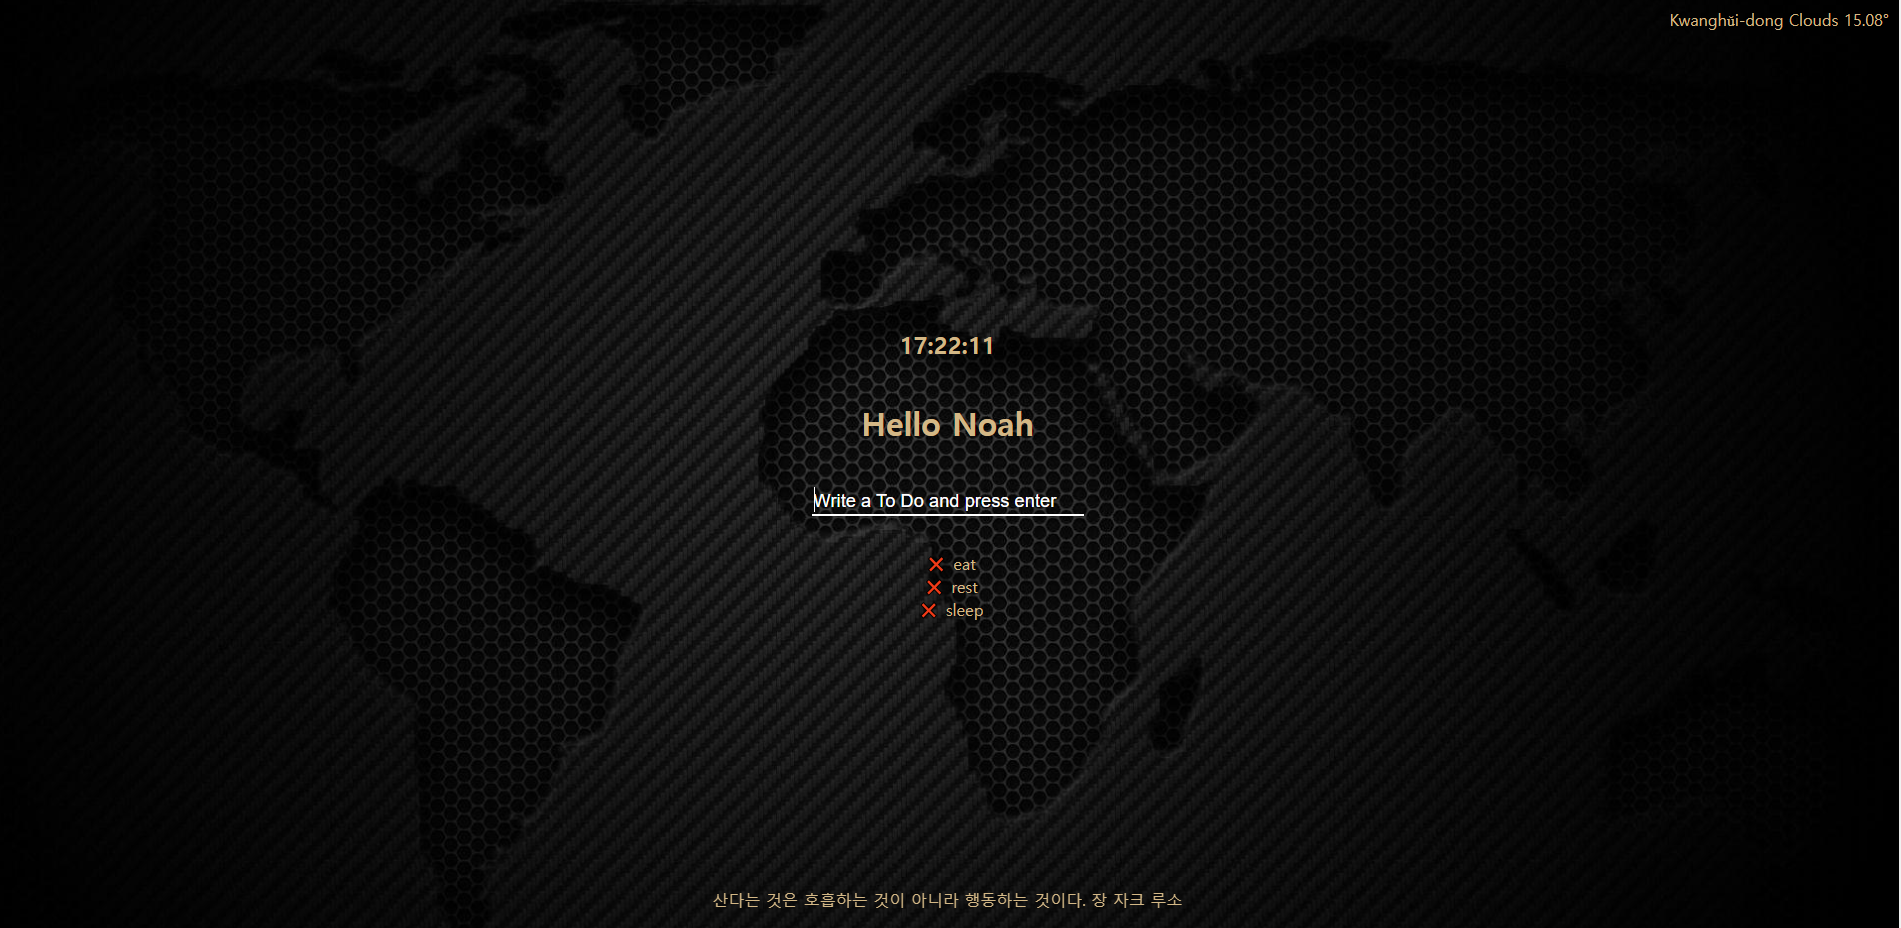 Kwanghŭi-dong Clouds 15.08°
17:22:11
Hello Noah
Write a To Do and press enter
❌ eat
❌ rest
❌ sleep
산다는 것은 호흡하는 것이 아니라 행동하는 것이다. 장 자크 루소